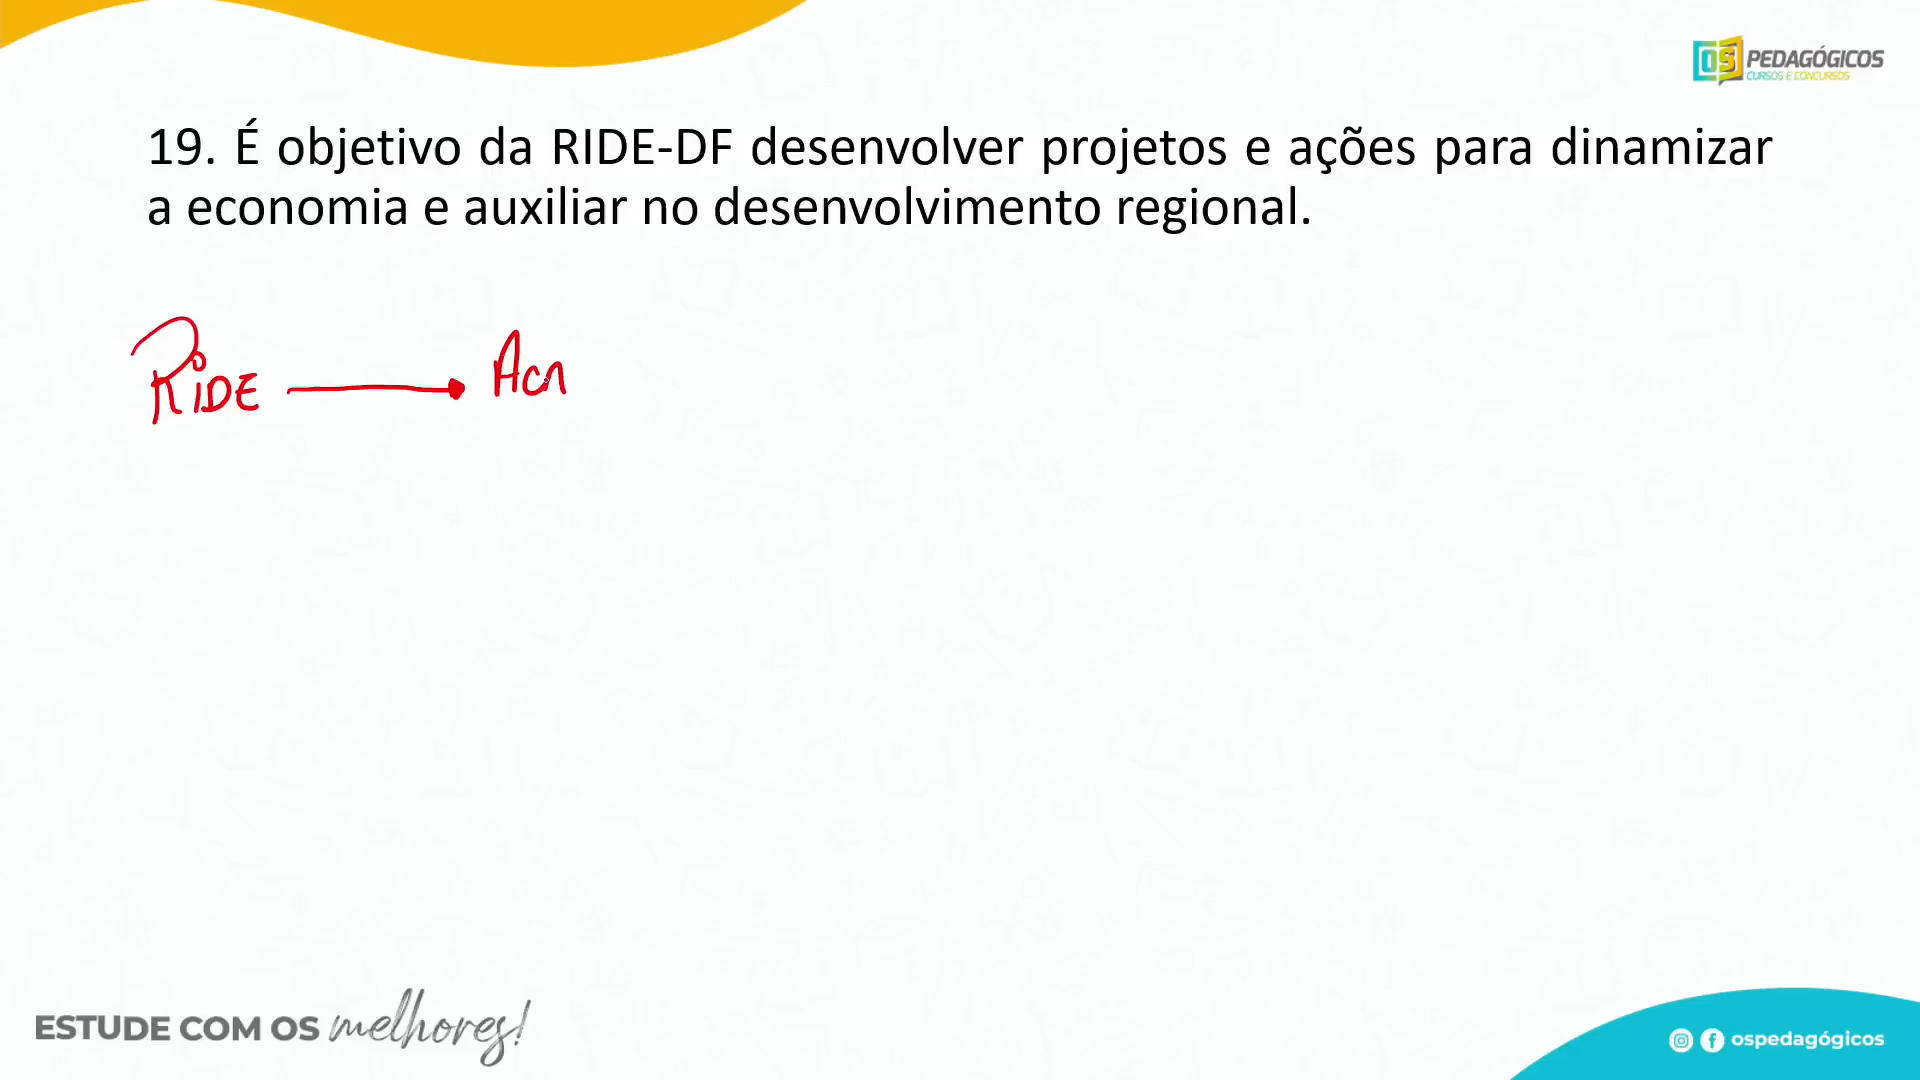 OS PEDAGÓGICOS
CURSOS E CONCURSOS
19. É objetivo da RIDE-DF desenvolver projetos e ações para dinamizar
a economia e auxiliar no desenvolvimento regional.
RIDE
ESTUDE COM OS melhores!
ospedagógicos